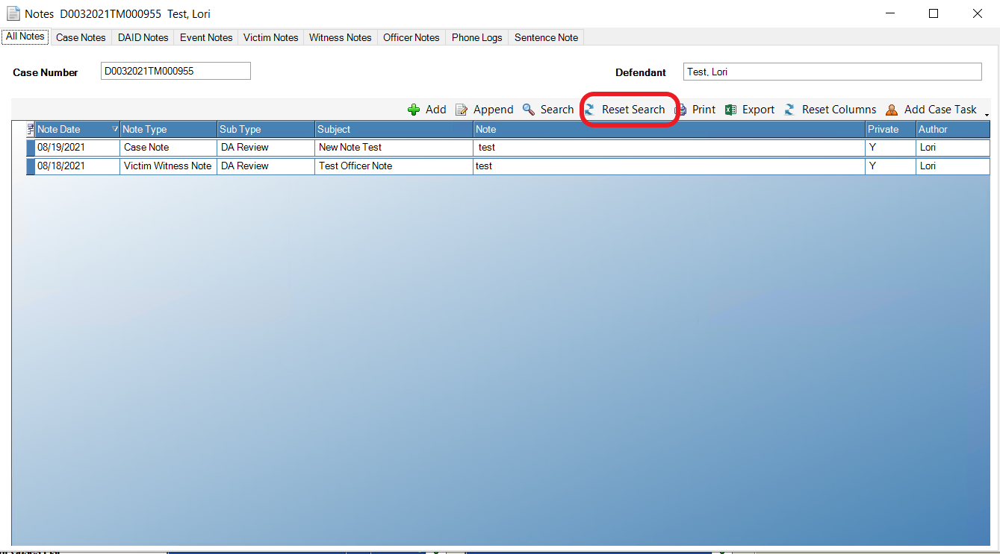 Notes D0032021TM000955 Test, Lori
All Notes Case Notes DAID Notes Event Notes Victim Notes Witness Notes Officer Notes Phone Logs Sentence Note
Case Number D0032021TM000955 Defendant Test, Lori
Add Append Search Reset Search Print Export Reset Columns Add Case Task
Note Date Note Type Sub Type Subject Note Private Author
08/19/2021 Case Note DA Review New Note Test test Y Lori
08/18/2021 Victim Witness Note DA Review Test Officer Note test Y Lori